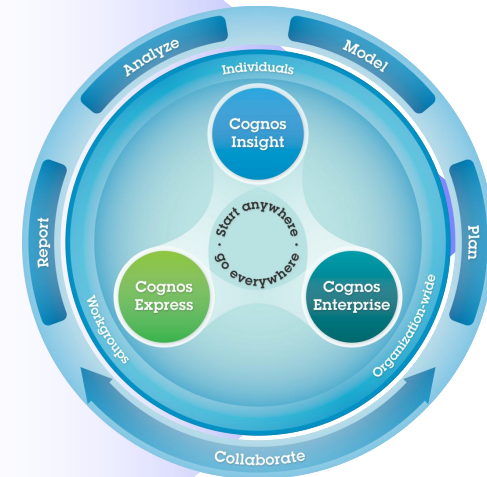 Analyze
Model
Individuals
Cognos
Insight
Report
Start anywhere
· go everywhere ·
Plan
Cognos
Express
Cognos
Enterprise
Workgroups
Organization-wide
Collaborate